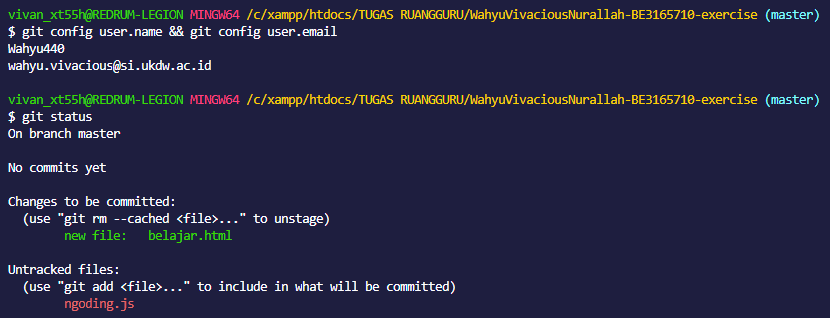 vivan_xt55h@REDRUM-LEGION MINGW64 /c/xampp/htdocs/TUGAS RUANGGURU/WahyuVivaciousNurallah-BE3165710-exercise (master)
$ git config user.name && git config user.email
Wahyu440
wahyu.vivacious@si.ukdw.ac.id
vivan_xt55h@REDRUM-LEGION MINGW64 /c/xampp/htdocs/TUGAS RUANGGURU/WahyuVivaciousNurallah-BE3165710-exercise (master)
$ git status
On branch master
No commits yet
Changes to be committed:
  (use "git rm --cached <file>..." to unstage)
        new file:   belajar.html
Untracked files:
  (use "git add <file>..." to include in what will be committed)
        ngoding.js